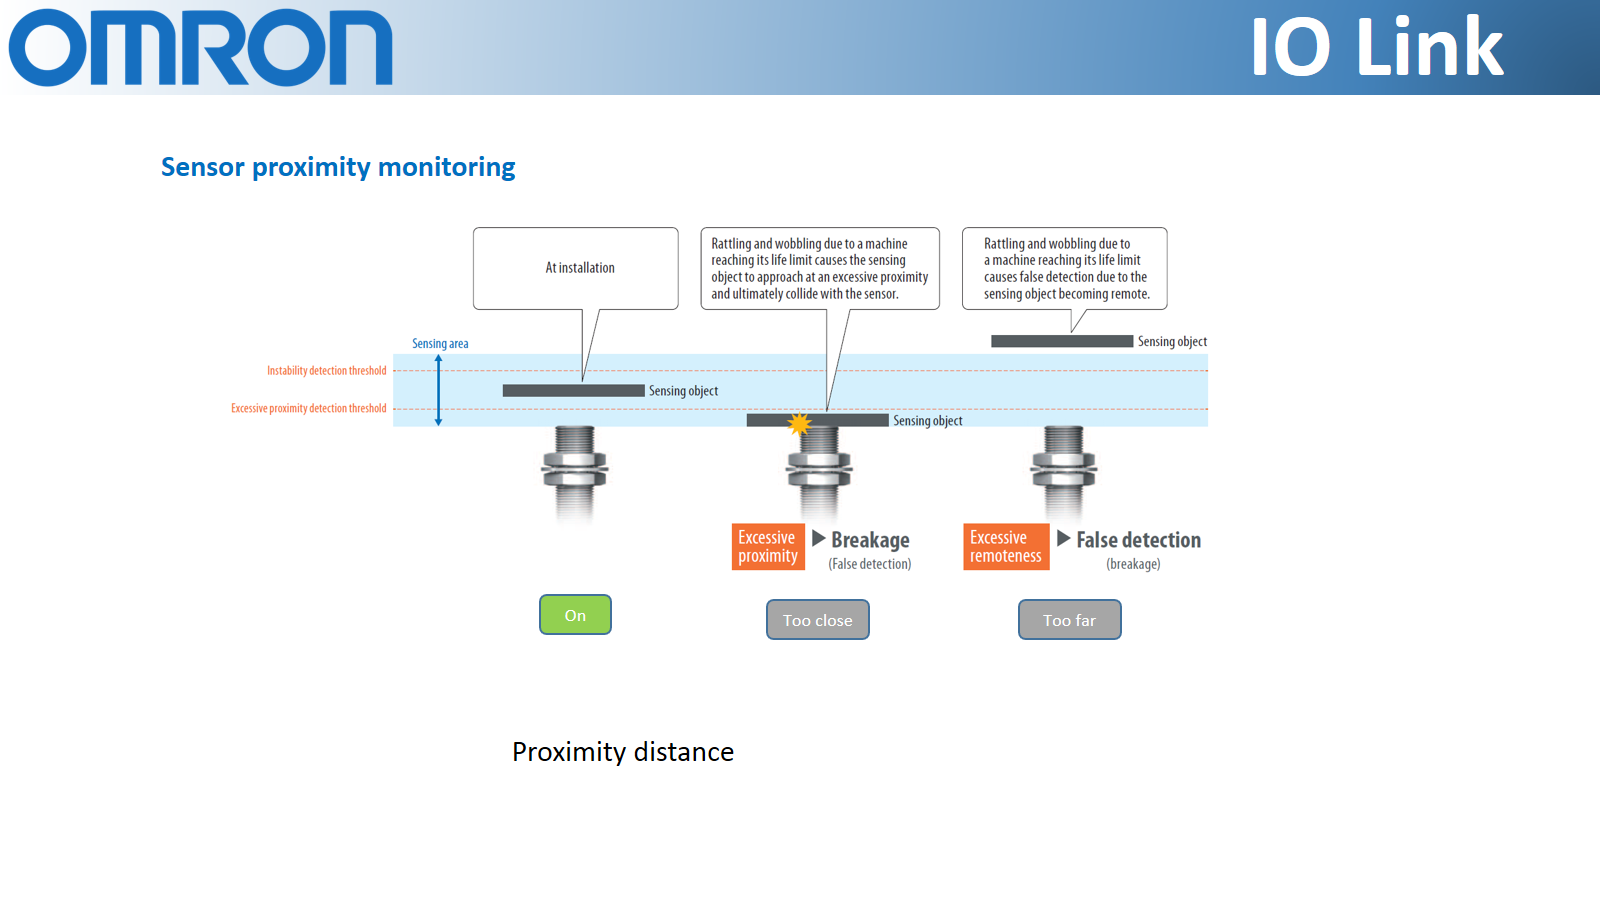 OMRON
IO Link
Sensor proximity monitoring
At installation
Rattling and wobbling due to a machine
reaching its life limit causes the sensing
object to approach at an excessive proximity
and ultimately collide with the sensor.
Rattling and wobbling due to
a machine reaching its life limit
causes false detection due to the
sensing object becoming remote.
Sensing area
Sensing object
Instability detection threshold
Sensing object
Excessive proximity detection threshold
Sensing object
Excessive
proximity
Breakage
(False detection)
Excessive
remoteness
False detection
(breakage)
On
Too close
Too far
Proximity distance